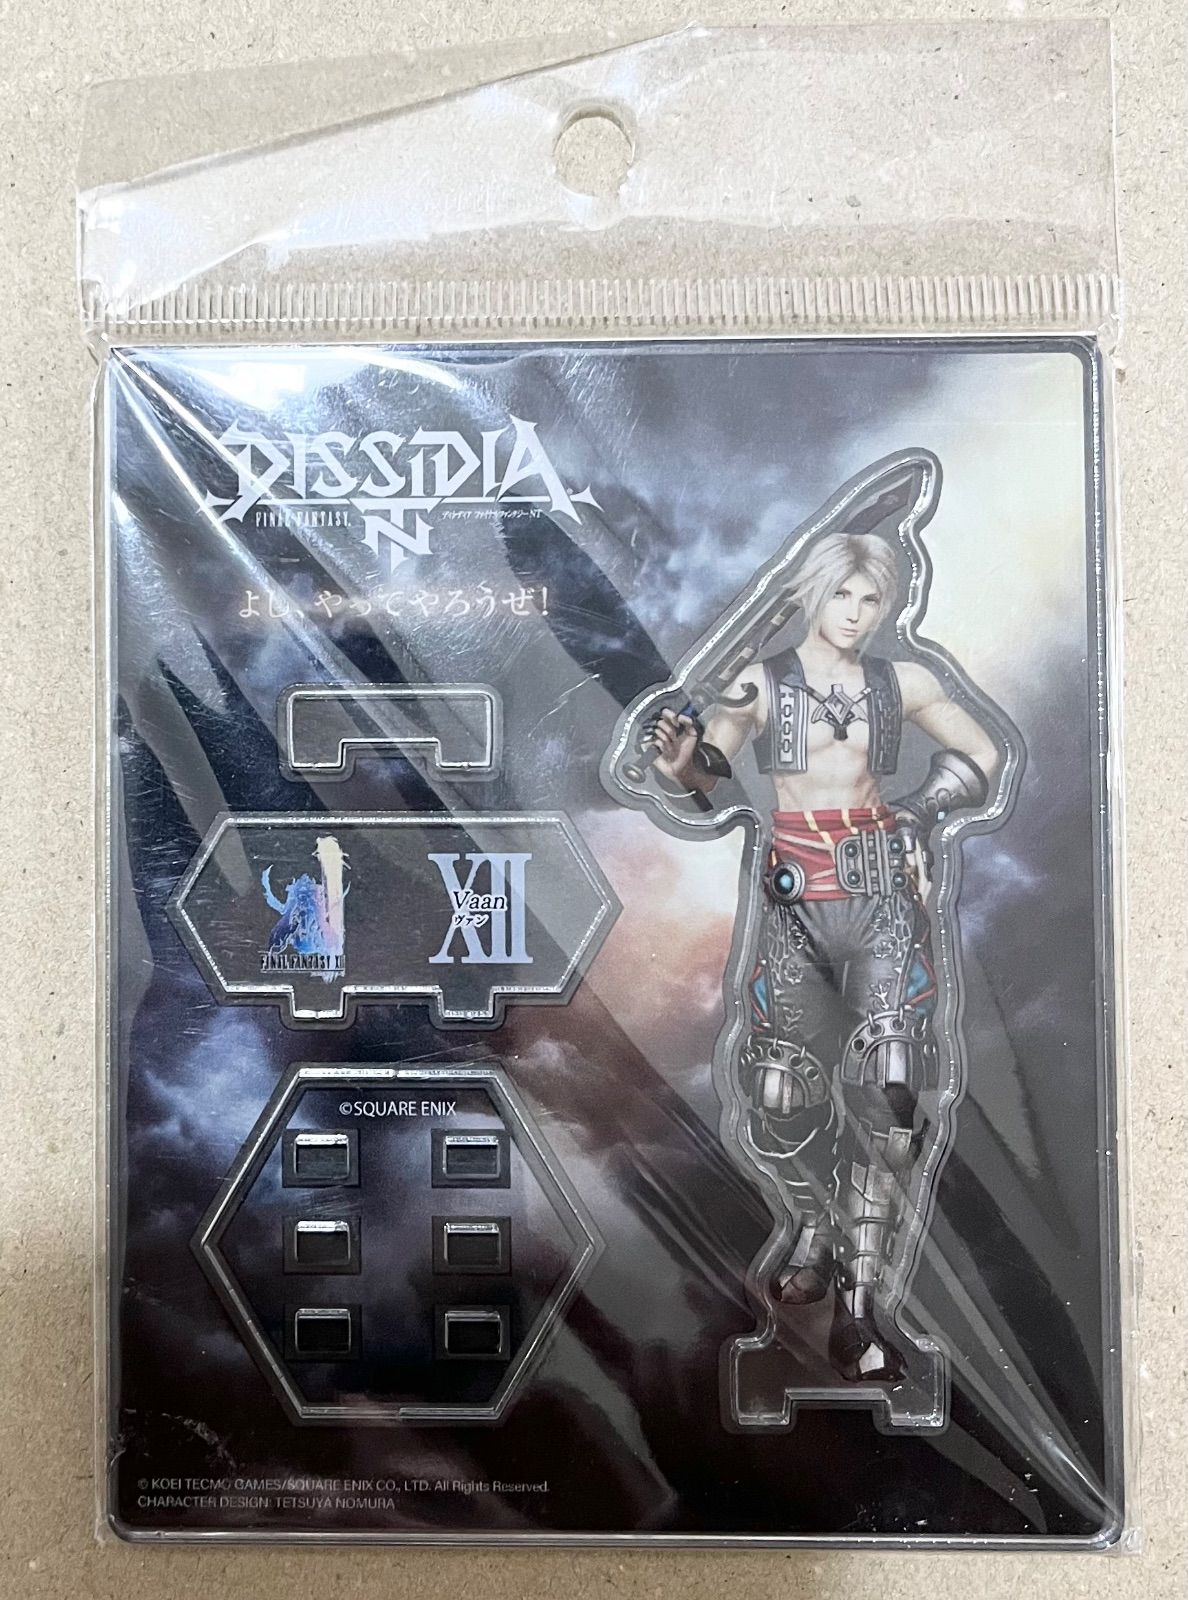 DISSIDIA
FINAL FANTASY. ディシディア ファイナルファンタジー NT
NT
よし、やってやろうぜ!
FINAL FANTASY XII
XII
Vaan
ヴァン
©SQUARE ENIX
© KOEI TECMO GAMES/SQUARE ENIX CO., LTD. All Rights Reserved.
CHARACTER DESIGN: TETSUYA NOMURA